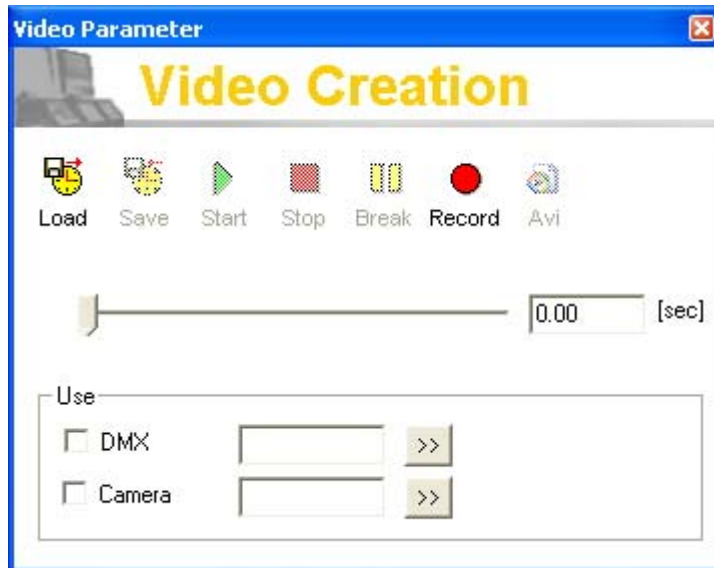 Video Parameter
Video Creation
Load Save Start Stop Break Record Avi
0.00 [sec]
Use
DMX >>
Camera >>